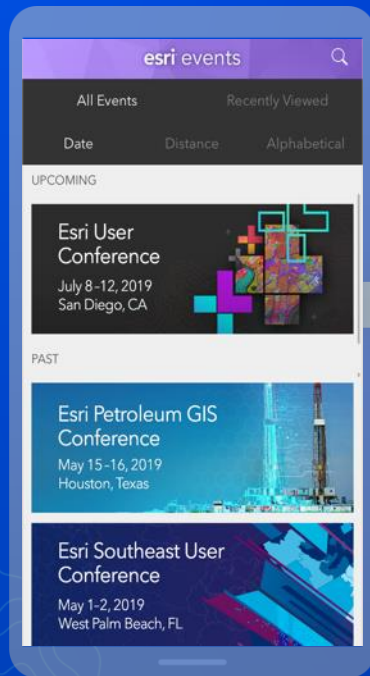 esri events
All Events Recently Viewed
Date Distance Alphabetical
UPCOMING
Esri User
Conference
July 8-12, 2019
San Diego, CA
PAST
Esri Petroleum GIS
Conference
May 15-16, 2019
Houston, Texas
Esri Southeast User
Conference
May 1-2, 2019
West Palm Beach, FL